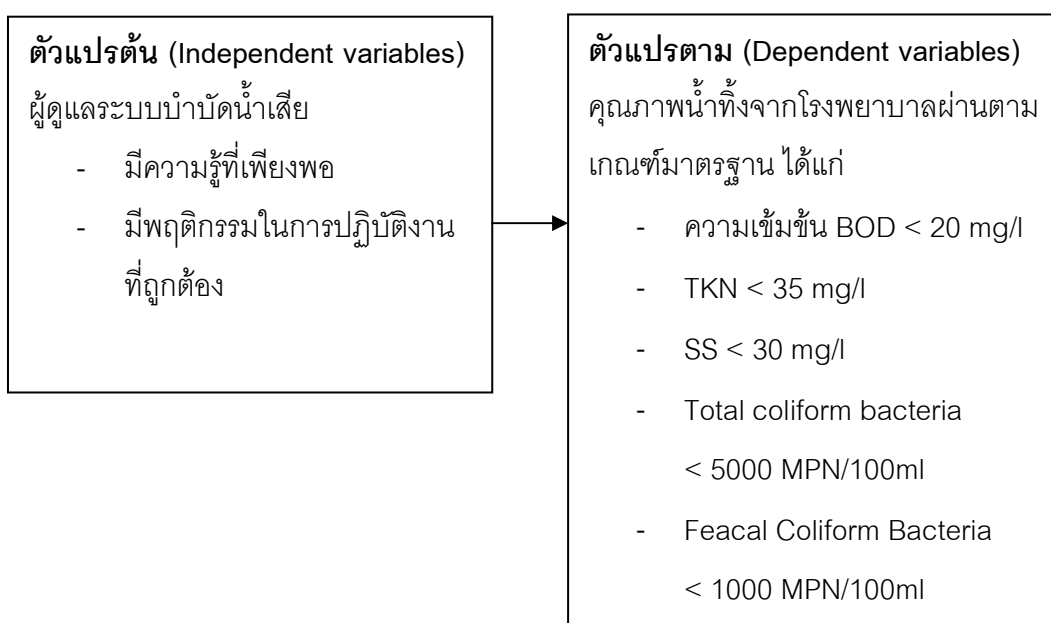 ตัวแปรต้น (Independent variables)
ผู้ดูแลระบบบำบัดน้ำเสีย
- มีความรู้ที่เพียงพอ
- มีพฤติกรรมในการปฏิบัติงาน
ที่ถูกต้อง
ตัวแปรตาม (Dependent variables)
คุณภาพน้ำทิ้งจากโรงพยาบาลผ่านตาม
เกณฑ์มาตรฐาน ได้แก่
- ความเข้มข้น BOD < 20 mg/l
- TKN < 35 mg/l
- SS < 30 mg/l
- Total coliform bacteria
< 5000 MPN/100ml
- Feacal Coliform Bacteria
< 1000 MPN/100ml